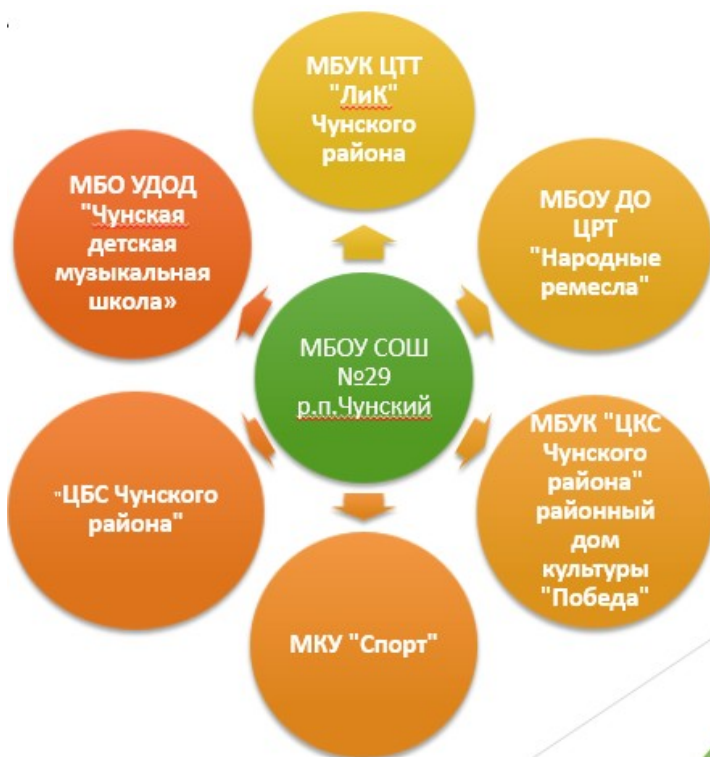 МБУК ЦТТ
"ЛиК"
Чунского
района
МБО УДОД
"Чунская
детская
музыкальная
школа»
МБОУ ДО
ЦРТ
"Народные
ремесла"
МБОУ СОШ
№29
р.п.Чунский
"ЦБС Чунского
района"
МБУК "ЦКС
Чунского
района"
районный
дом
культуры
"Победа"
МКУ "Спорт"